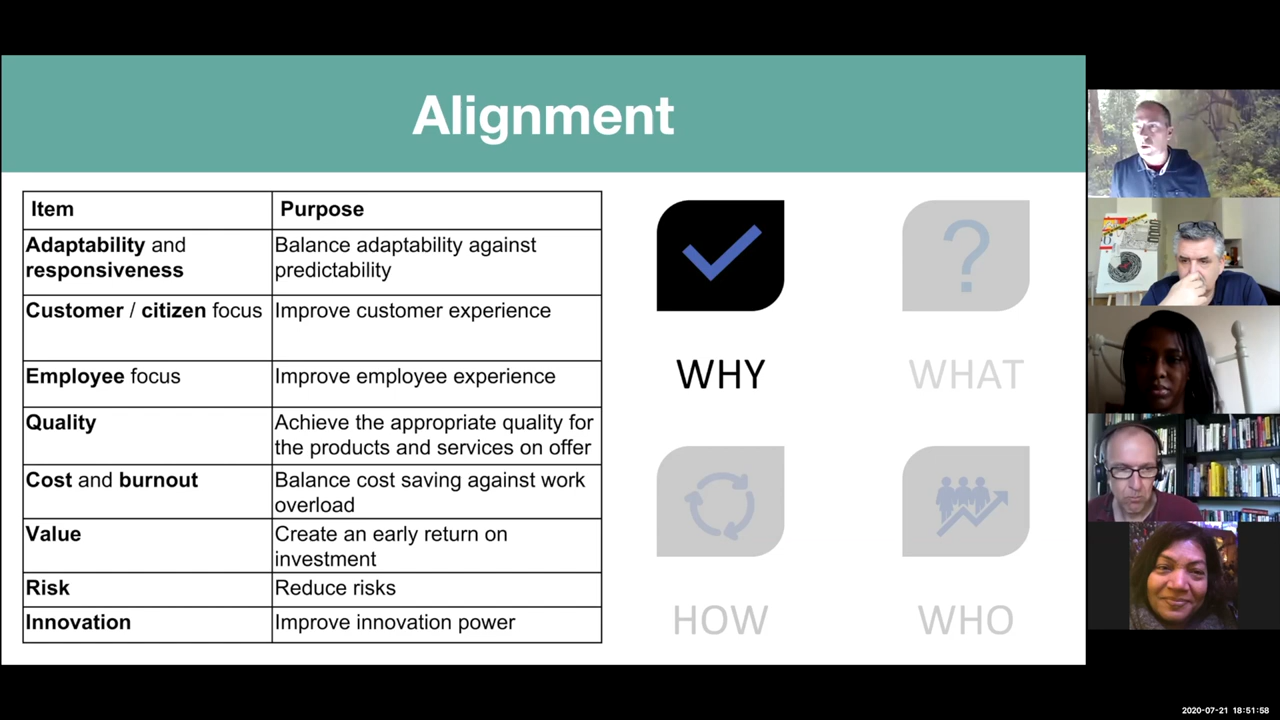 Alignment
Item Purpose
Adaptability and Balance adaptability against
responsiveness predictability
Customer / citizen focus Improve customer experience
Employee focus Improve employee experience
Quality Achieve the appropriate quality for
the products and services on offer
Cost and burnout Balance cost saving against work
overload
Value Create an early return on
investment
Risk Reduce risks
Innovation Improve innovation power
?
WHY WHAT
HOW WHO
2020-07-21 18:51:58